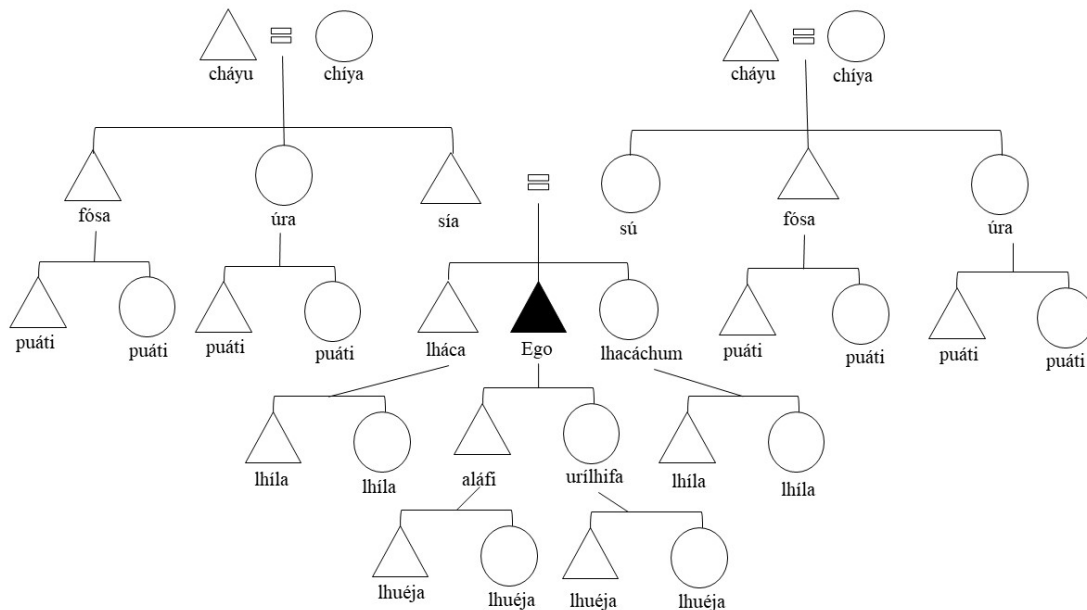 cháyu chíya cháyu chíya
fósa úra sía sú fósa úra
puáti puáti puáti puáti lháca Ego lhacáchum puáti puáti puáti puáti
lhíla lhíla aláfi urílhifa lhíla lhíla
lhuéja lhuéja lhuéja lhuéja